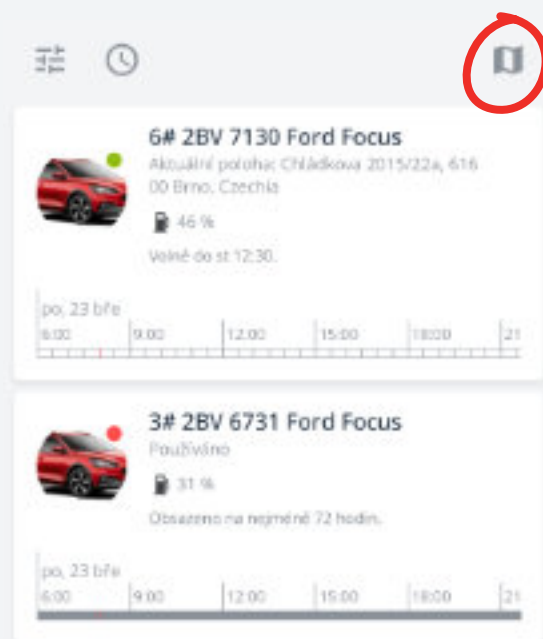 6# 2BV 7130 Ford Focus
Aktuální poloha: Chládkova 2015/22a, 616
00 Brno, Czechia
46 %
Volné do st 12:30.
po, 23 bře
6:00 9:00 12:00 15:00 18:00 21
3# 2BV 6731 Ford Focus
Používáno
31 %
Obsazeno na nejméně 72 hodin.
po, 23 bře
6:00 9:00 12:00 15:00 18:00 21